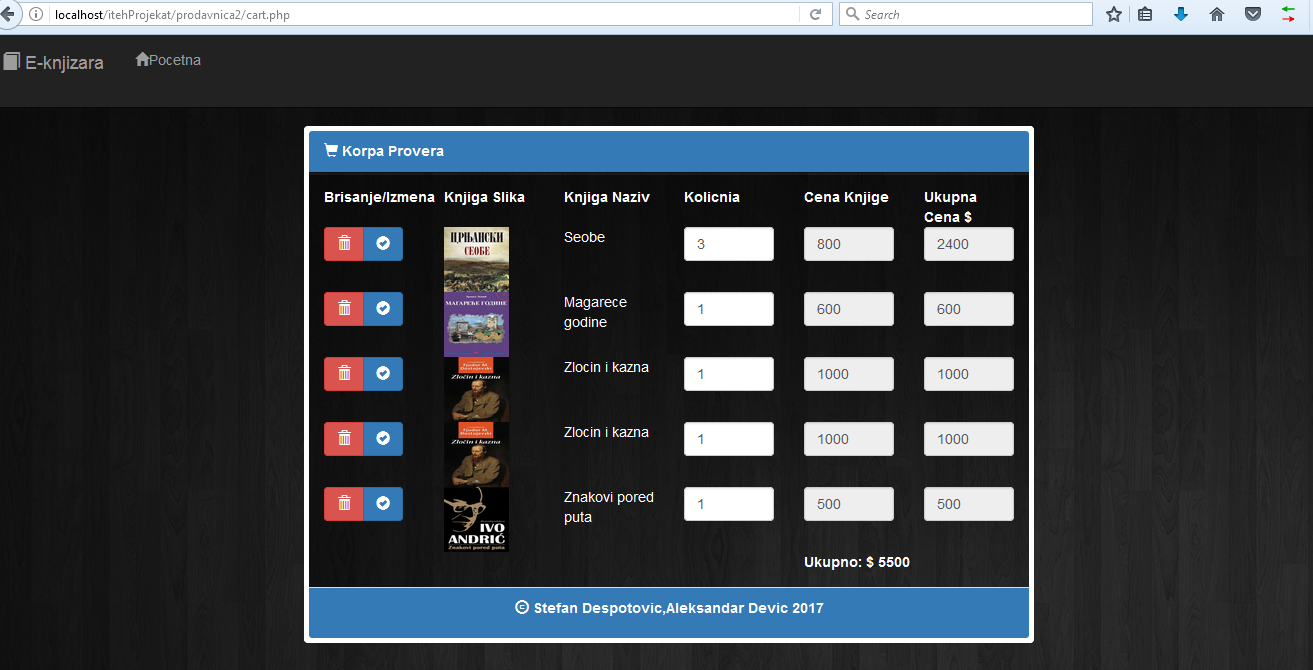 localhost/itehProjekat/prodavnica2/cart.php
Search
E-knjizara
Pocetna
Korpa Provera
Brisanje/Izmena Knjiga Slika Knjiga Naziv Kolicnia Cena Knjige Ukupna Cena $
ЦРЊАНСКИ
СЕОБЕ
Seobe 3 800 2400
МАГАРЕЋЕ ГОДИНЕ
Magarece godine 1 600 600
Zločin i kazna
Zlocin i kazna 1 1000 1000
Zločin i kazna
Zlocin i kazna 1 1000 1000
IVO
ANDRIĆ
Znakovi pored puta
Znakovi pored puta 1 500 500
Ukupno: $ 5500
© Stefan Despotovic,Aleksandar Devic 2017